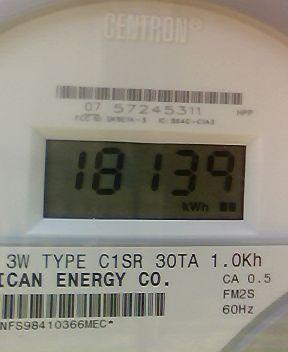 CENTRON®
07 57245311 HPP
18139
kWh
3W TYPE C1SR 30TA 1.0Kh
ICAN ENERGY CO. CA 0.5
FM2S
60Hz
NFS98410366MEC*